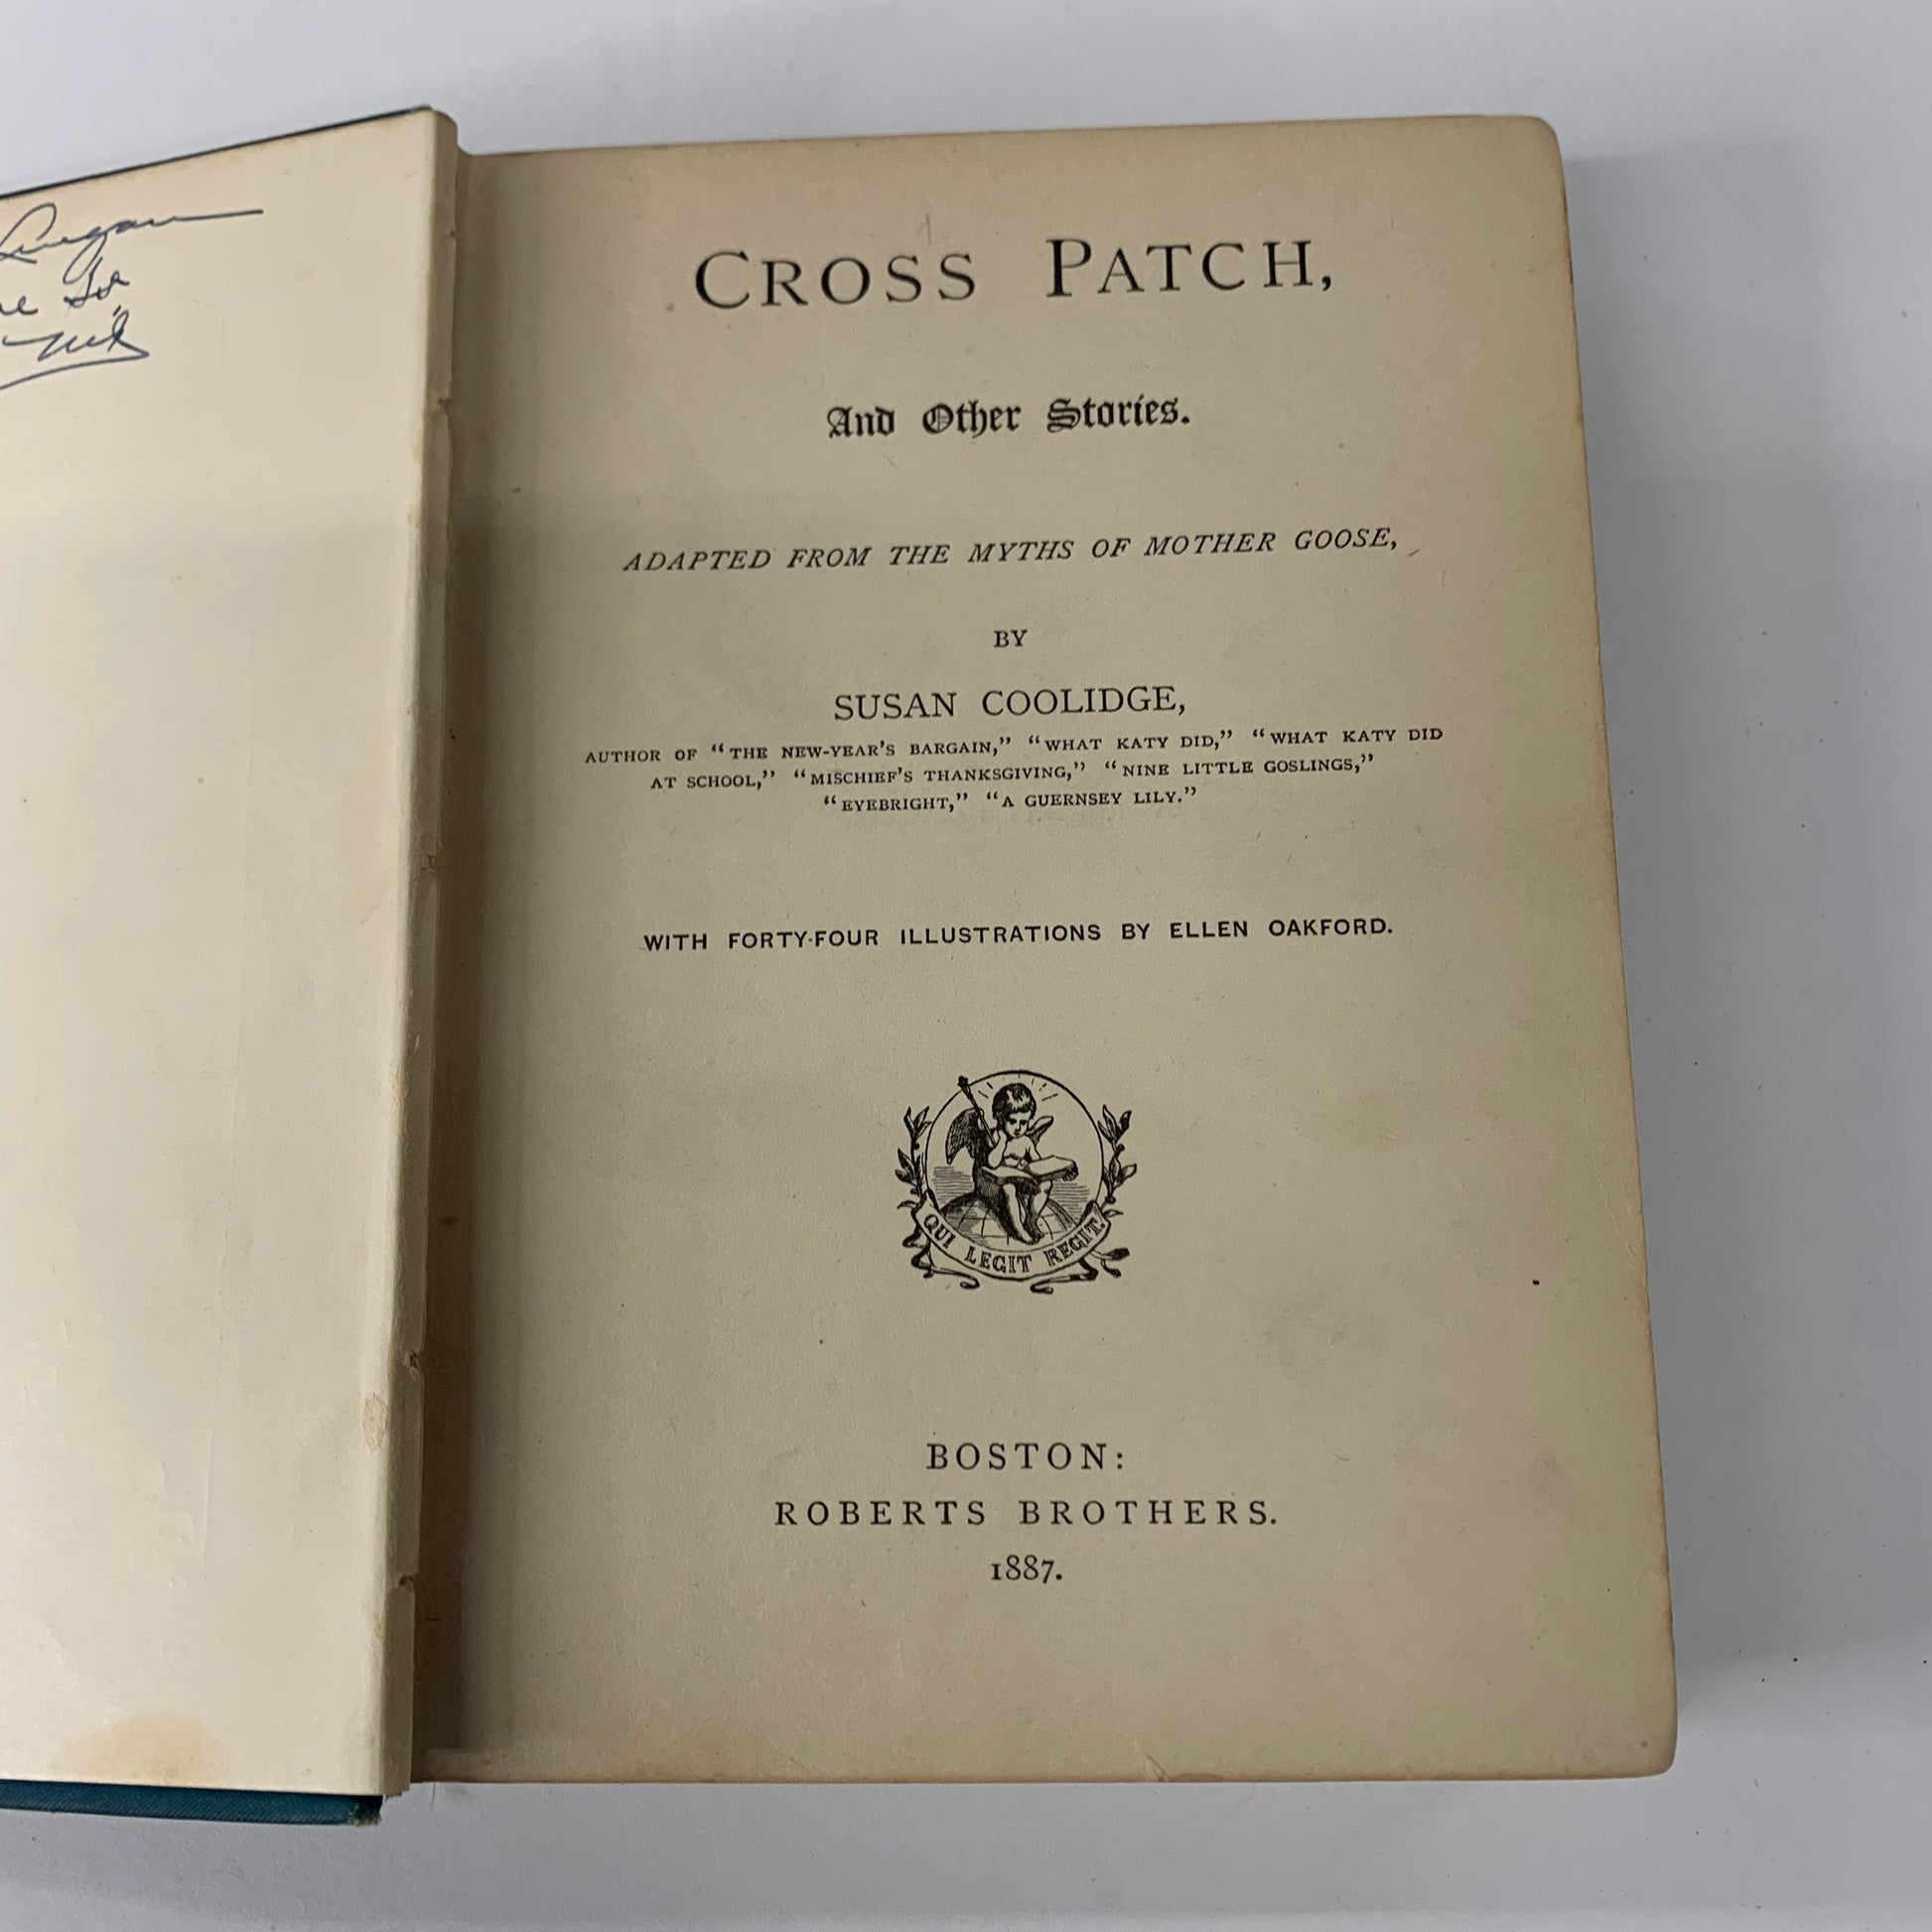 CROSS PATCH,
And Other Stories.
ADAPTED FROM THE MYTHS OF MOTHER GOOSE,
BY
SUSAN COOLIDGE,
AUTHOR OF “THE NEW-YEAR’S BARGAIN,” “WHAT KATY DID,” “WHAT KATY DID
AT SCHOOL,” “MISCHIEF’S THANKSGIVING,” “NINE LITTLE GOSLINGS,”
“EYEBRIGHT,” “A GUERNSEY LILY.”
WITH FORTY-FOUR ILLUSTRATIONS BY ELLEN OAKFORD.
QUI LEGIT REGIT.
BOSTON:
ROBERTS BROTHERS.
1887.